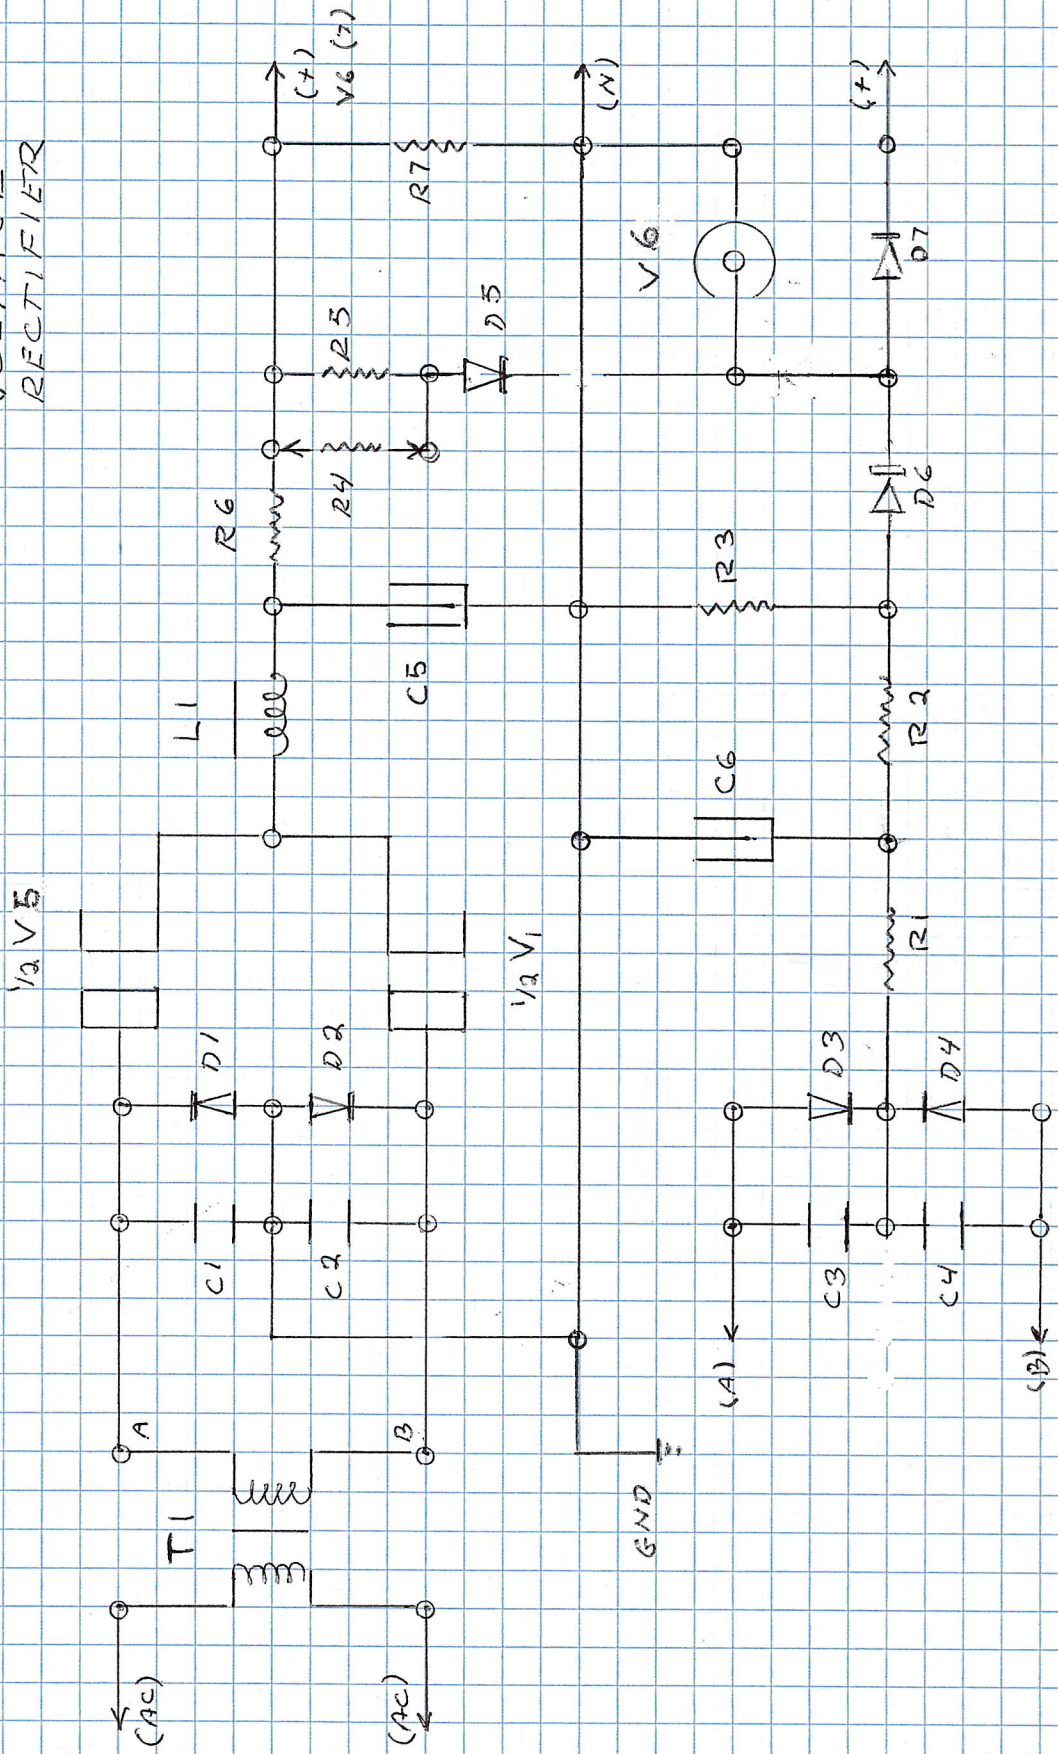 RECTIFIER
(+)
V6 (7)
(N)
(+)
R7
V6
D7
R5
D5
R4
R6
D6
R3
L1
C5
R2
C6
1/2 V5
1/2 V1
R1
D1
D2
D3
D4
C1
C2
C3
C4
A
B
(A)
(B)
T1
GND
(AC)
(AC)